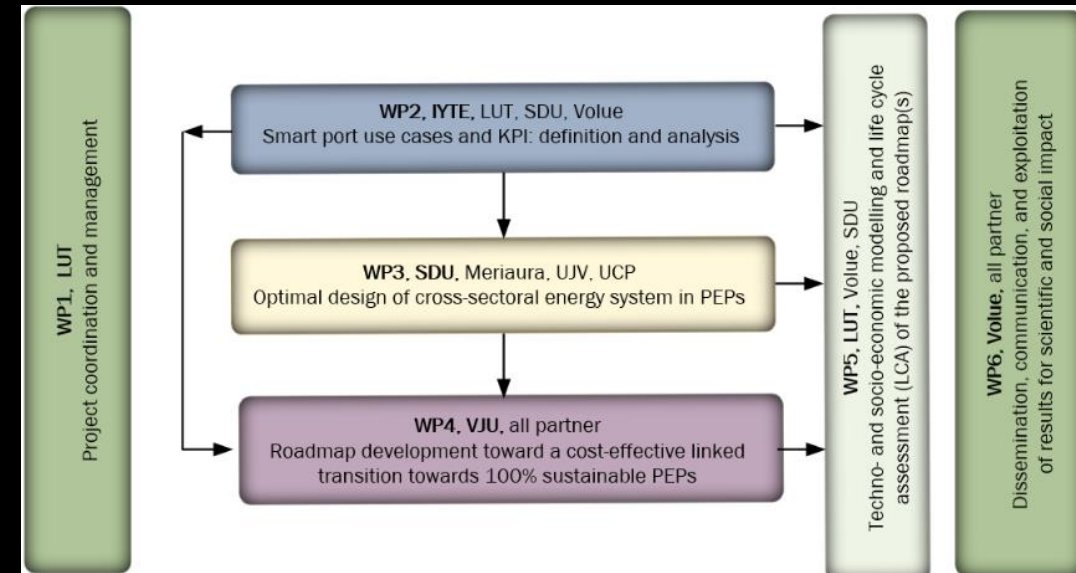 WP1, LUT
Project coordination and management
WP2, IYTE, LUT, SDU, Volue
Smart port use cases and KPI: definition and analysis
WP3, SDU, Meriaura, UJV, UCP
Optimal design of cross-sectoral energy system in PEPs
WP4, VJU, all partner
Roadmap development toward a cost-effective linked
transition towards 100% sustainable PEPs
WP5, LUT, Volue, SDU
Techno- and socio-economic modelling and life cycle
assessment (LCA) of the proposed roadmap(s)
WP6, Volue, all partner
Dissemination, communication, and exploitation
of results for scientific and social impact